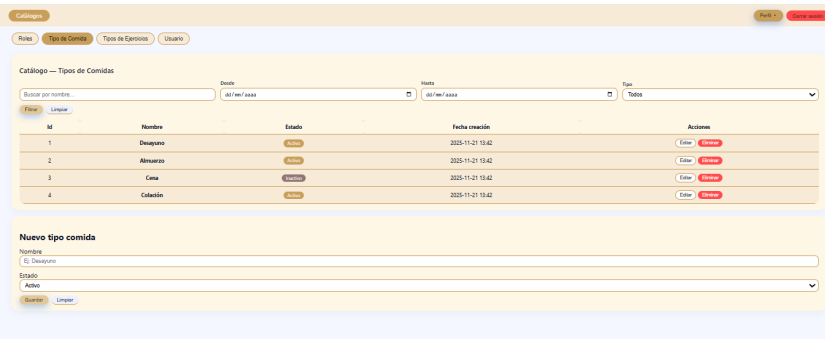 Catálogos Perfil Cerrar sesión
Roles Tipo de Comida Tipos de Ejercicios Usuario
Catálogo — Tipos de Comidas
Desde Hasta Tipo
Buscar por nombre... dd/mm/aaaa dd/mm/aaaa Todos
Filtrar Limpiar
Id Nombre Estado Fecha creación Acciones
1 Desayuno Activo 2025-11-21 13:42 Editar Eliminar
2 Almuerzo Activo 2025-11-21 13:42 Editar Eliminar
3 Cena Inactivo 2025-11-21 13:42 Editar Eliminar
4 Colación Activo 2025-11-21 13:42 Editar Eliminar
Nuevo tipo comida
Nombre
Ej. Desayuno
Estado
Activo
Guardar Limpiar